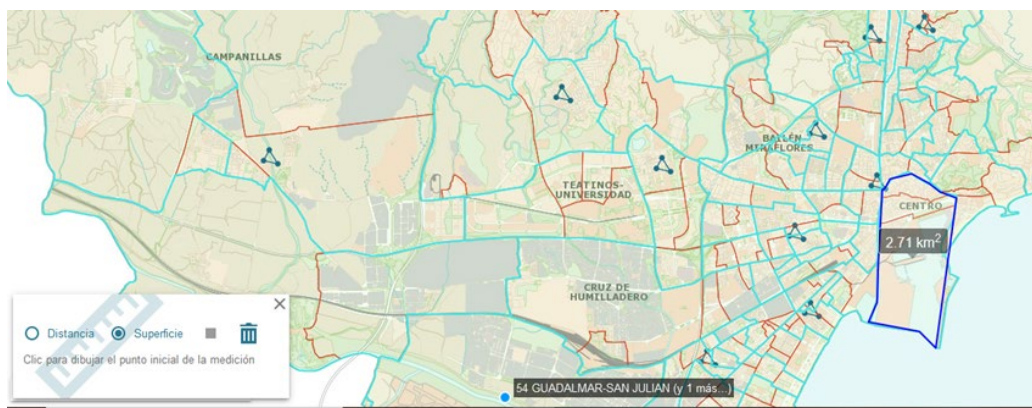 CAMPANILLAS
BAILÉN
MIRAFLORES
TEATINOS-
UNIVERSIDAD
CENTRO
2.71 km²
CRUZ DE
HUMILLADERO
Distancia Superficie
Clic para dibujar el punto inicial de la medición
54 GUADALMAR-SAN JULIAN (y 1 más...)